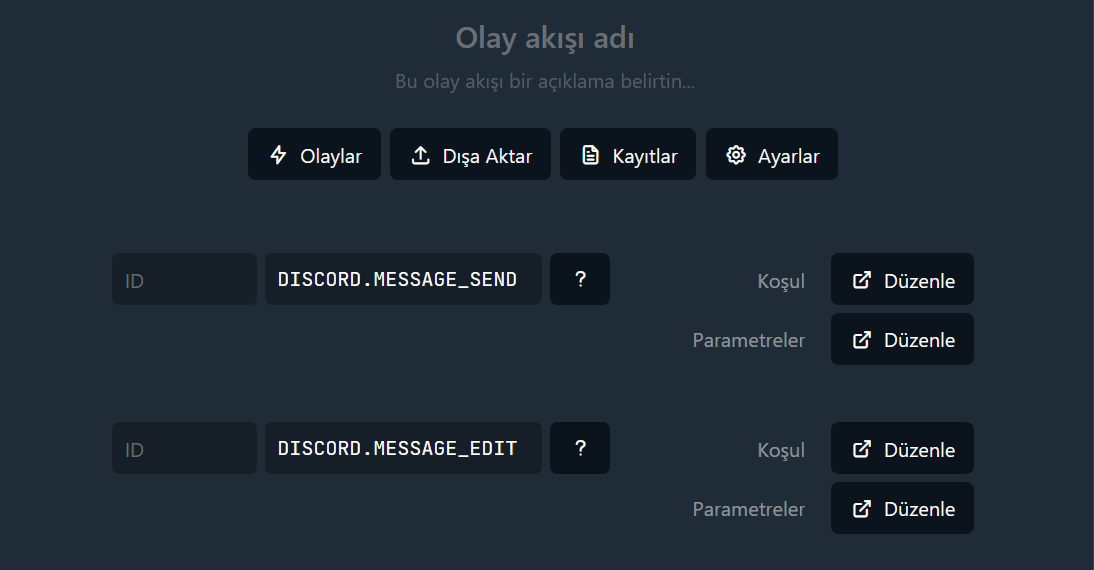 Olay akışı adı
Bu olay akışı bir açıklama belirtin...
Olaylar Dışa Aktar Kayıtlar Ayarlar
ID DISCORD.MESSAGE_SEND ? Koşul Düzenle
Parametreler Düzenle
ID DISCORD.MESSAGE_EDIT ? Koşul Düzenle
Parametreler Düzenle